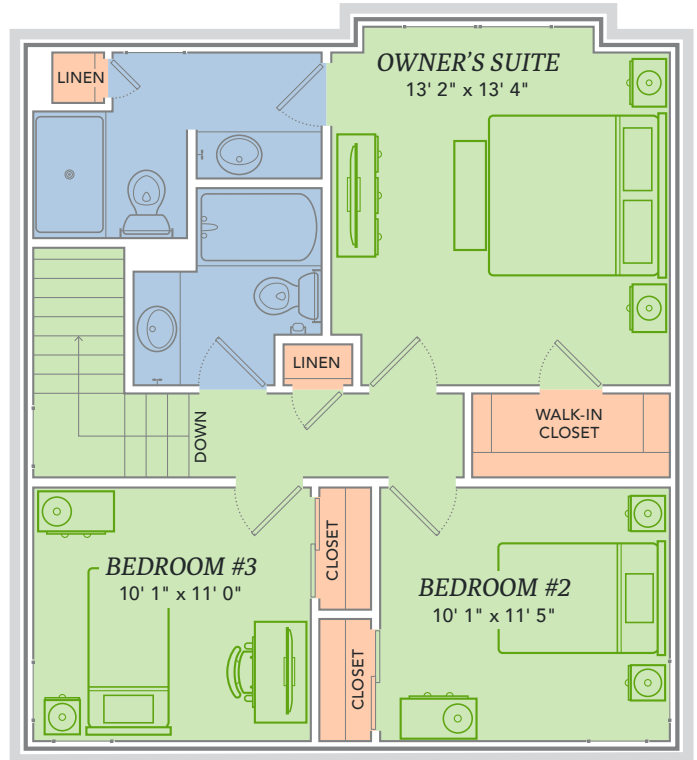 OWNER'S SUITE
13' 2" x 13' 4"
LINEN
LINEN
WALK-IN
CLOSET
DOWN
BEDROOM #3
10' 1" x 11' 0"
CLOSET
BEDROOM #2
10' 1" x 11' 5"
CLOSET